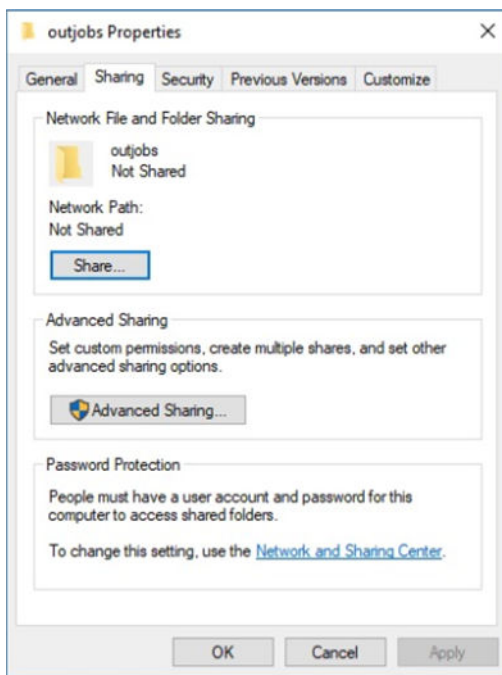 outjobs Properties
General Sharing Security Previous Versions Customize
Network File and Folder Sharing
outjobs
Not Shared
Network Path:
Not Shared
Share...
Advanced Sharing
Set custom permissions, create multiple shares, and set other
advanced sharing options.
Advanced Sharing...
Password Protection
People must have a user account and password for this
computer to access shared folders.
To change this setting, use the Network and Sharing Center.
OK Cancel Apply